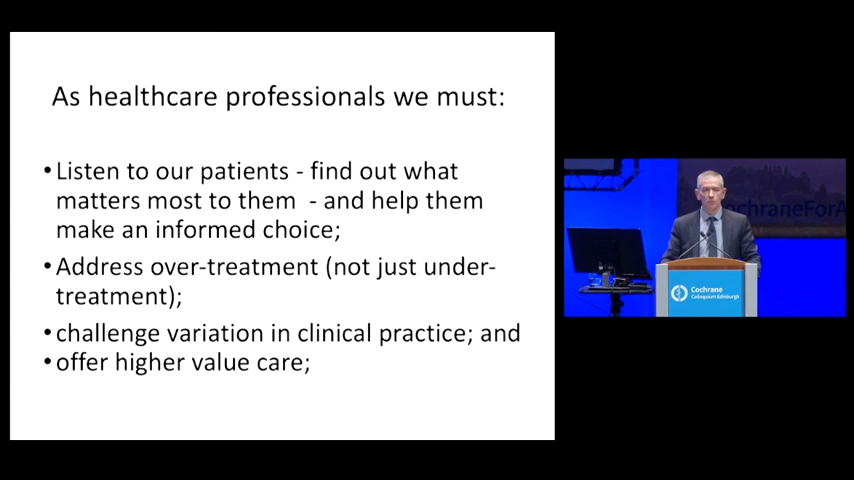 As healthcare professionals we must:
•Listen to our patients - find out what
matters most to them  - and help them
make an informed choice;
•Address over-treatment (not just under-
treatment);
•challenge variation in clinical practice; and
•offer higher value care;
ochraneForA
Cochrane
Colloquium Edinburgh